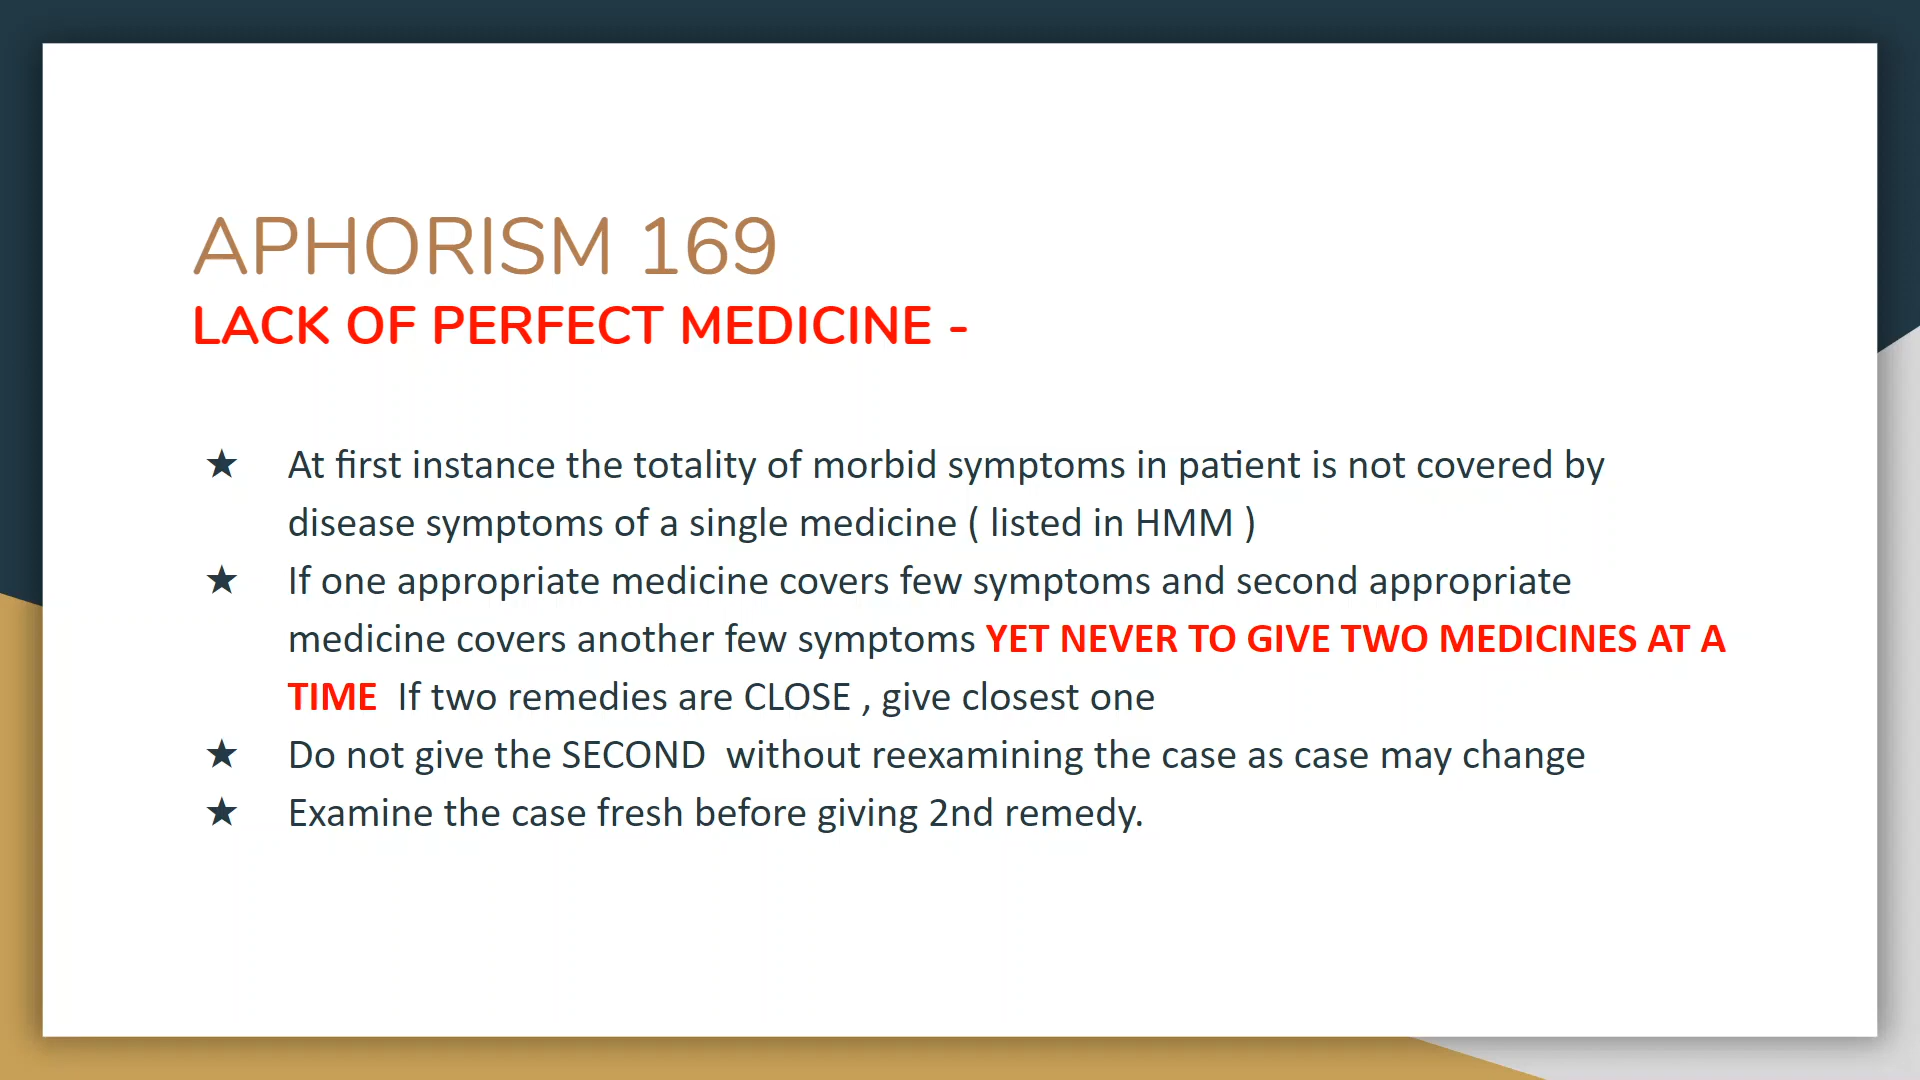 APHORISM 169
LACK OF PERFECT MEDICINE -
★ At first instance the totality of morbid symptoms in patient is not covered by
disease symptoms of a single medicine ( listed in HMM )
★ If one appropriate medicine covers few symptoms and second appropriate
medicine covers another few symptoms YET NEVER TO GIVE TWO MEDICINES AT A
TIME If two remedies are CLOSE , give closest one
★ Do not give the SECOND without reexamining the case as case may change
★ Examine the case fresh before giving 2nd remedy.